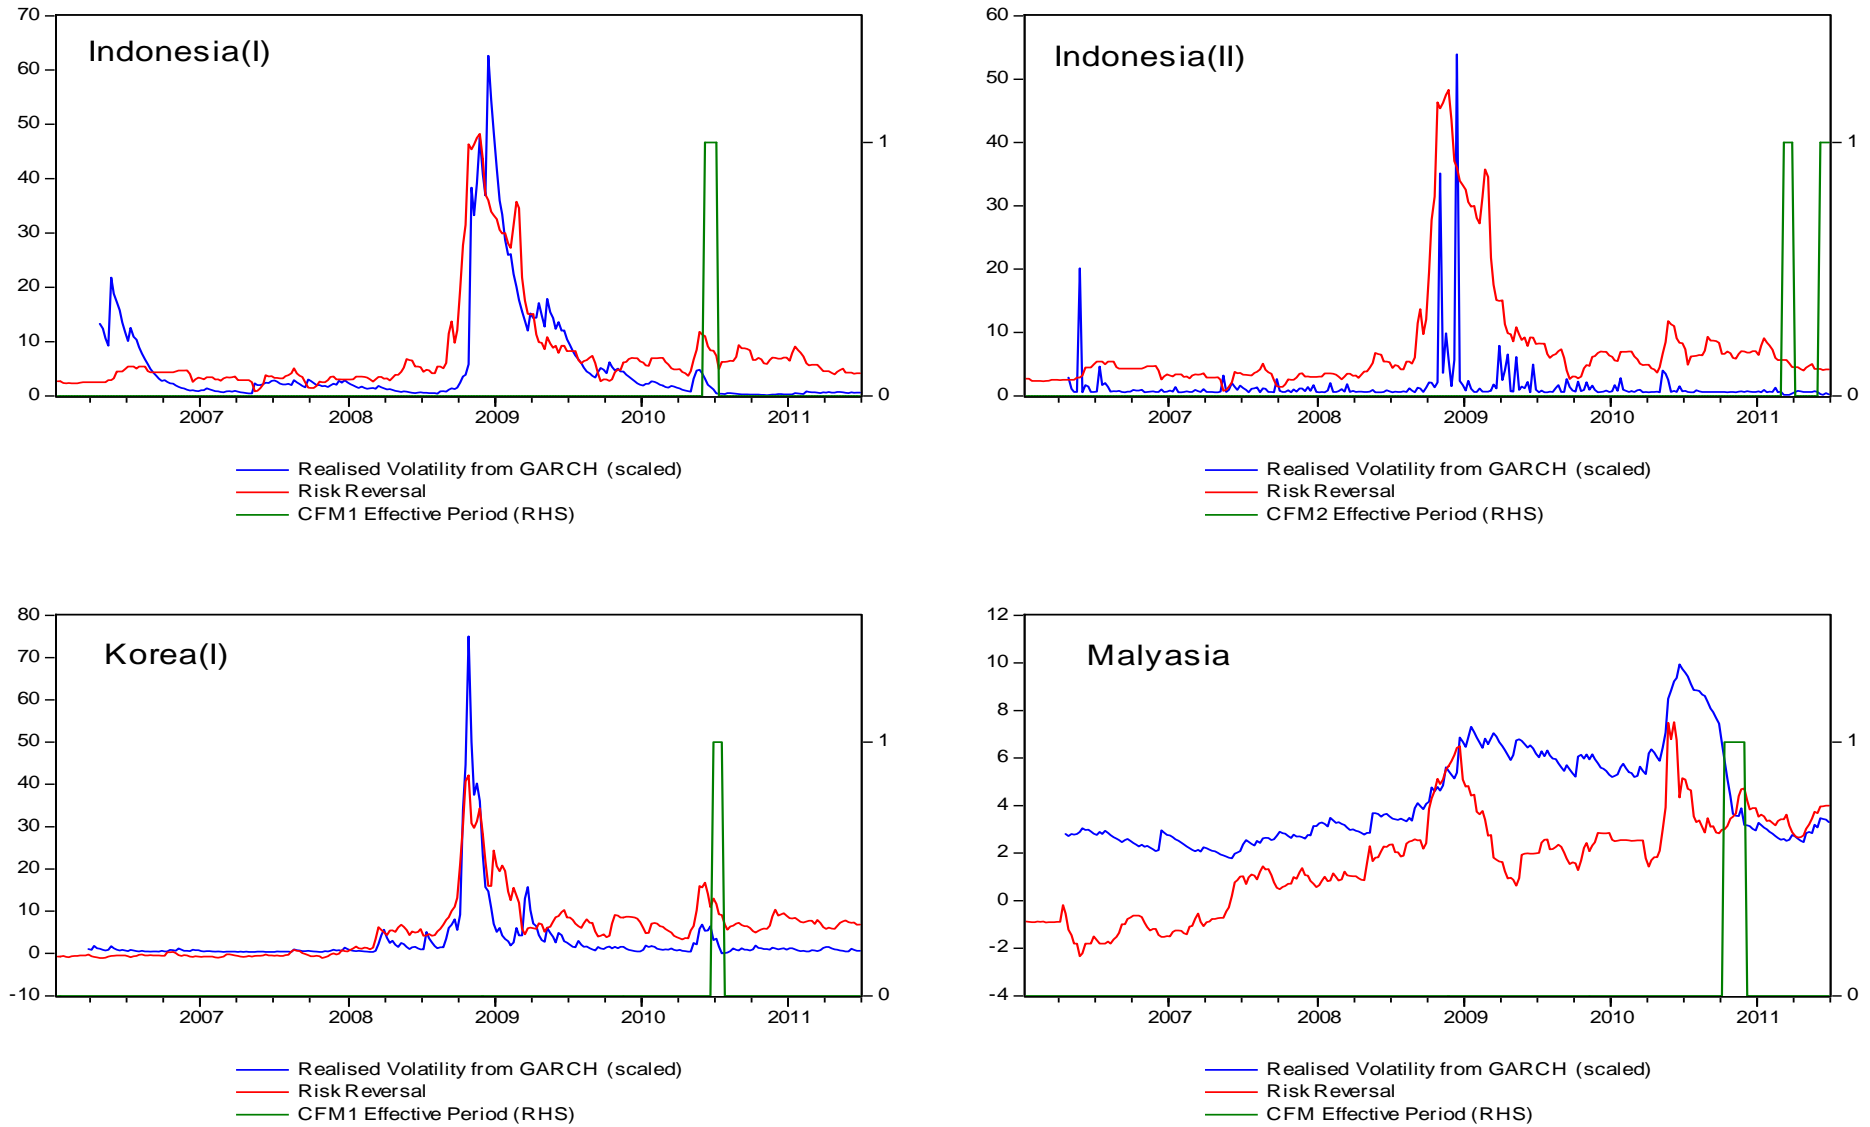 Indonesia(I)
70
60
50
40
30
20
10
0
1
0
2007 2008 2009 2010 2011
Realised Volatility from GARCH (scaled)
Risk Reversal
CFM1 Effective Period (RHS)
Indonesia(II)
60
50
40
30
20
10
0
1
0
2007 2008 2009 2010 2011
Realised Volatility from GARCH (scaled)
Risk Reversal
CFM2 Effective Period (RHS)
Korea(I)
80
70
60
50
40
30
20
10
0
-10
1
0
2007 2008 2009 2010 2011
Realised Volatility from GARCH (scaled)
Risk Reversal
CFM1 Effective Period (RHS)
Malyasia
12
10
8
6
4
2
0
-2
-4
1
0
2007 2008 2009 2010 2011
Realised Volatility from GARCH (scaled)
Risk Reversal
CFM Effective Period (RHS)